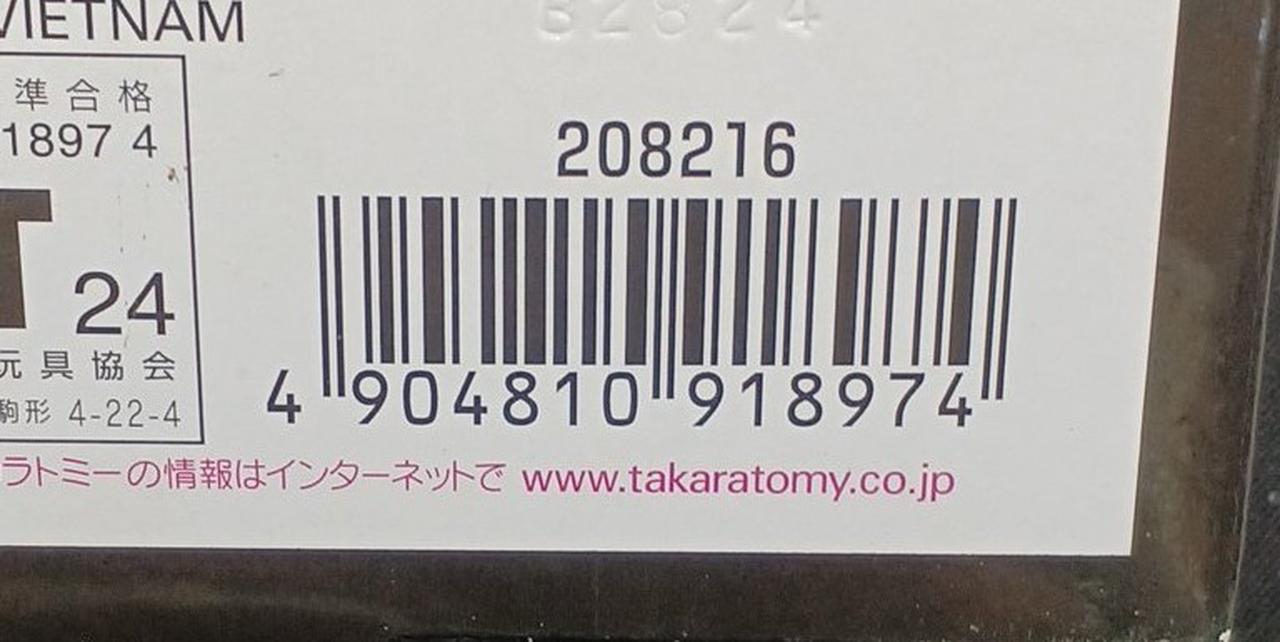 VIETNAM
B2824
準合格
1897 4
T 24
玩具協会
駒形 4-22-4
208216
4 904810 918974
ラトミーの情報はインターネットで www.takaratomy.co.jp